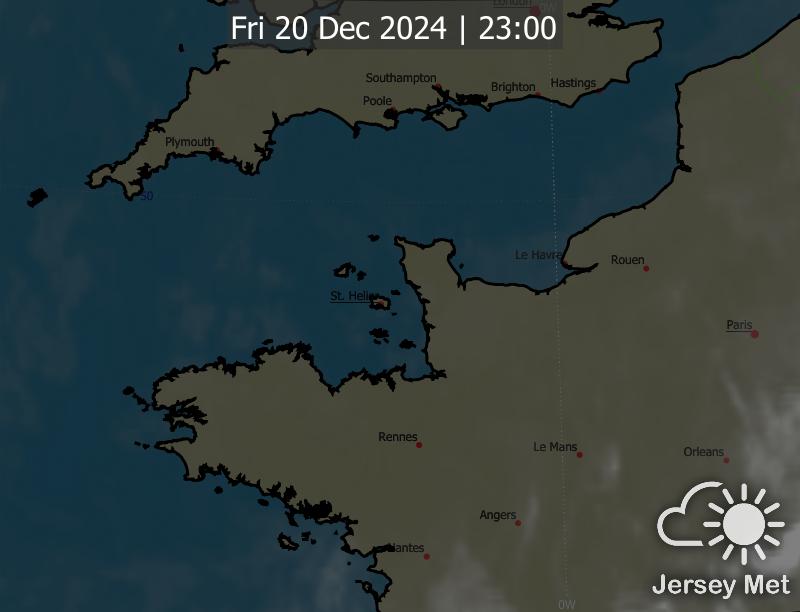 London
0W
Fri 20 Dec 2024 | 23:00
Southampton
Brighton
Hastings
Poole
Plymouth
50
Le Havre
Rouen
St. Helier
Paris
Rennes
Le Mans
Orleans
Angers
Nantes
Jersey Met
0W